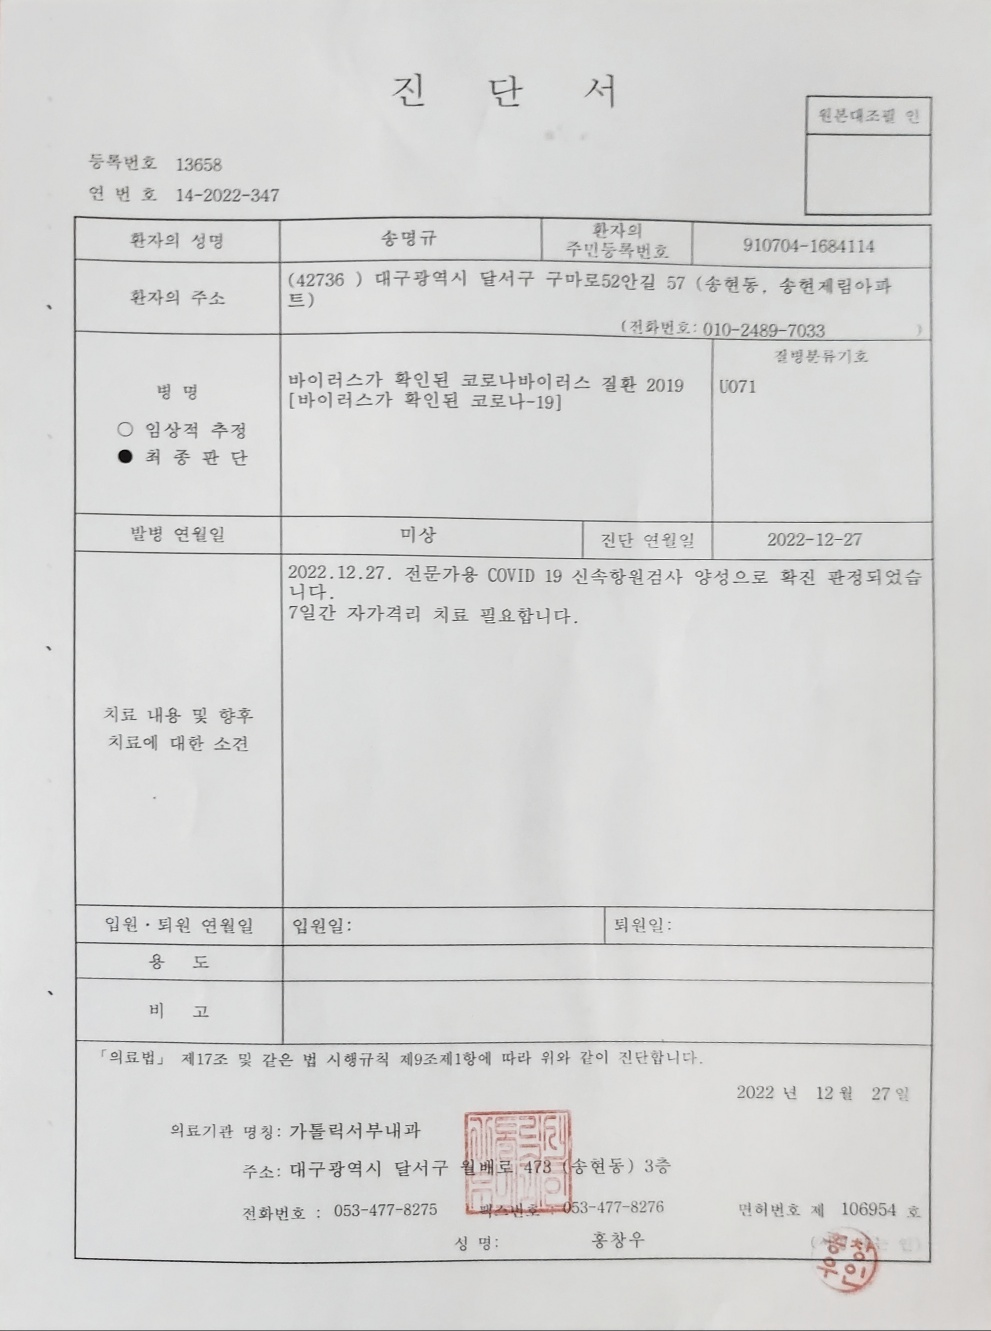 진 단 서
원본대조필 인
등록번호 13658
연 번 호 14-2022-347
환자의 성명 송명규 환자의 주민등록번호 910704-1684114
환자의 주소 (42736 ) 대구광역시 달서구 구마로52안길 57 (송현동, 송현제림아파
트)
(전화번호: 010-2489-7033 )
병 명
○ 임상적 추정
● 최 종 판 단
바이러스가 확인된 코로나바이러스 질환 2019
[바이러스가 확인된 코로나-19]
질병분류기호
U071
발병 연월일 미상 진단 연월일 2022-12-27
치료 내용 및 향후
치료에 대한 소견
2022.12.27. 전문가용 COVID 19 신속항원검사 양성으로 확진 판정되었습
니다.
7일간 자가격리 치료 필요합니다.
입원·퇴원 연월일 입원일: 퇴원일:
용 도
비 고
「의료법」 제17조 및 같은 법 시행규칙 제9조제1항에 따라 위와 같이 진단합니다.
2022 년 12 월 27 일
의료기관 명칭: 가톨릭서부내과
주소: 대구광역시 달서구 월배로 473 (송현동) 3층
전화번호 : 053-477-8275 팩스번호 : 053-477-8276 면허번호 제 106954 호
성 명: 홍창우